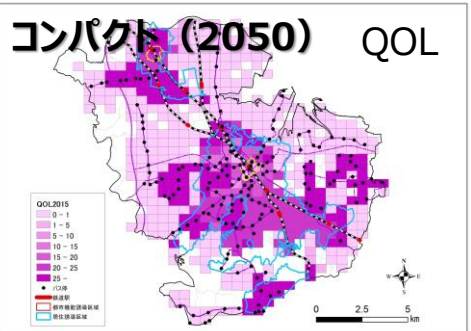 コンパクト（2050） QOL
QOL2015
0 - 1
1 - 5
5 - 10
10 - 15
15 - 20
20 - 25
25 -
バス停
鉄道駅
都市機能誘導区域
居住誘導区域
N
W E
S
0 2.5 5
km